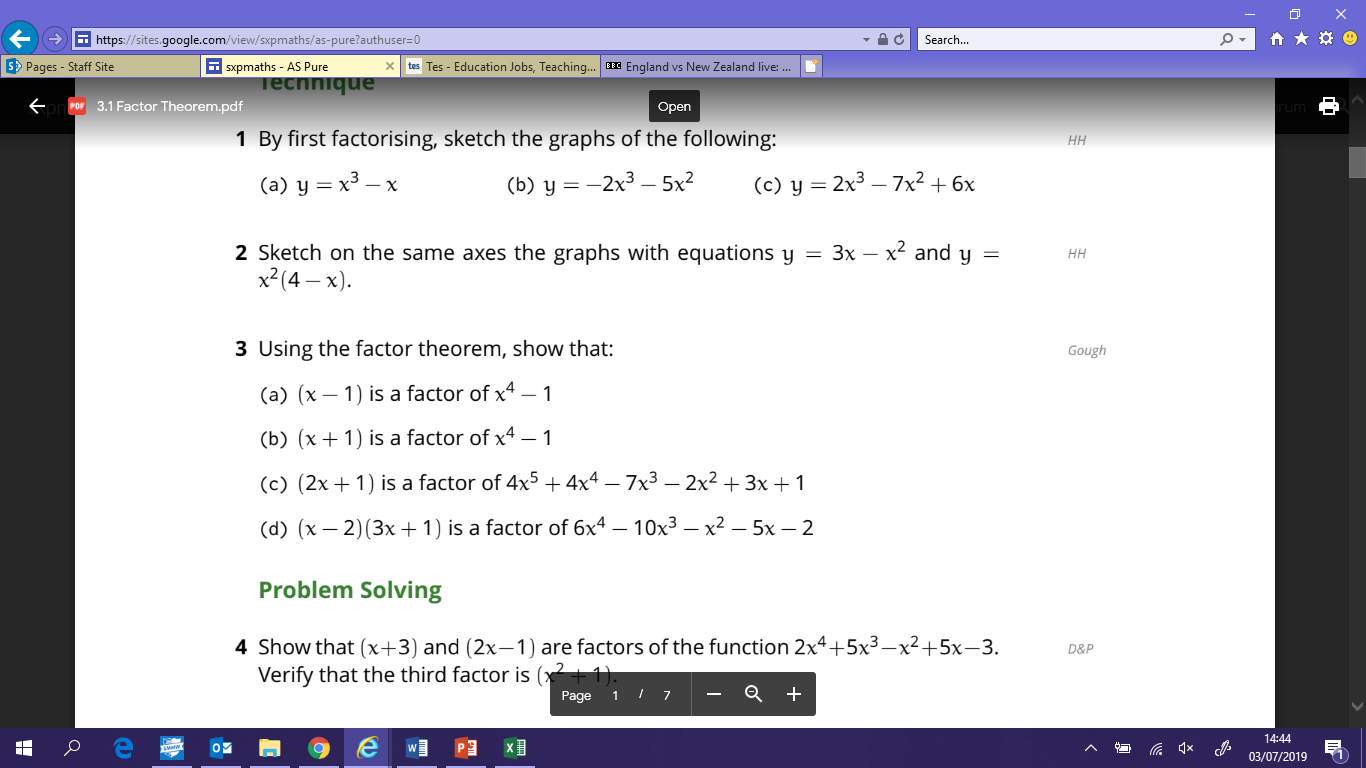 https://sites.google.com/view/sxpmaths/as-pure?authuser=0
Search...
Pages - Staff Site
sxpmaths - AS Pure
tes Tes - Education Jobs, Teaching...
BBC England vs New Zealand live: ...
Technique
PDF 3.1 Factor Theorem.pdf
Open
1 By first factorising, sketch the graphs of the following: HH
(a) y = x³ − x (b) y = −2x³ − 5x² (c) y = 2x³ − 7x² + 6x
2 Sketch on the same axes the graphs with equations y = 3x − x² and y = HH
x²(4 − x).
3 Using the factor theorem, show that: Gough
(a) (x − 1) is a factor of x⁴ − 1
(b) (x + 1) is a factor of x⁴ − 1
(c) (2x + 1) is a factor of 4x⁵ + 4x⁴ − 7x³ − 2x² + 3x + 1
(d) (x − 2)(3x + 1) is a factor of 6x⁴ − 10x³ − x² − 5x − 2
Problem Solving
4 Show that (x+3) and (2x−1) are factors of the function 2x⁴+5x³−x²+5x−3. D&P
Verify that the third factor is (x² + 1).
Page 1 / 7
14:44
03/07/2019
1